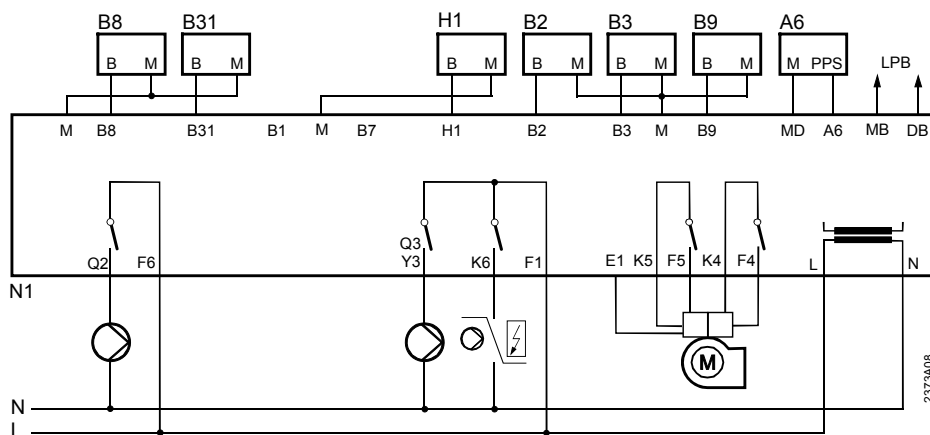 B8 B31 H1 B2 B3 B9 A6
B M B M B M B M B M M PPS LPB
M B8 B31 B1 M B7 H1 B2 B3 M B9 MD A6 MB DB
Q3
Q2 F6 Y3 K6 F1 E1 K5 F5 K4 F4 L N
N1
M
N
L
2373A08